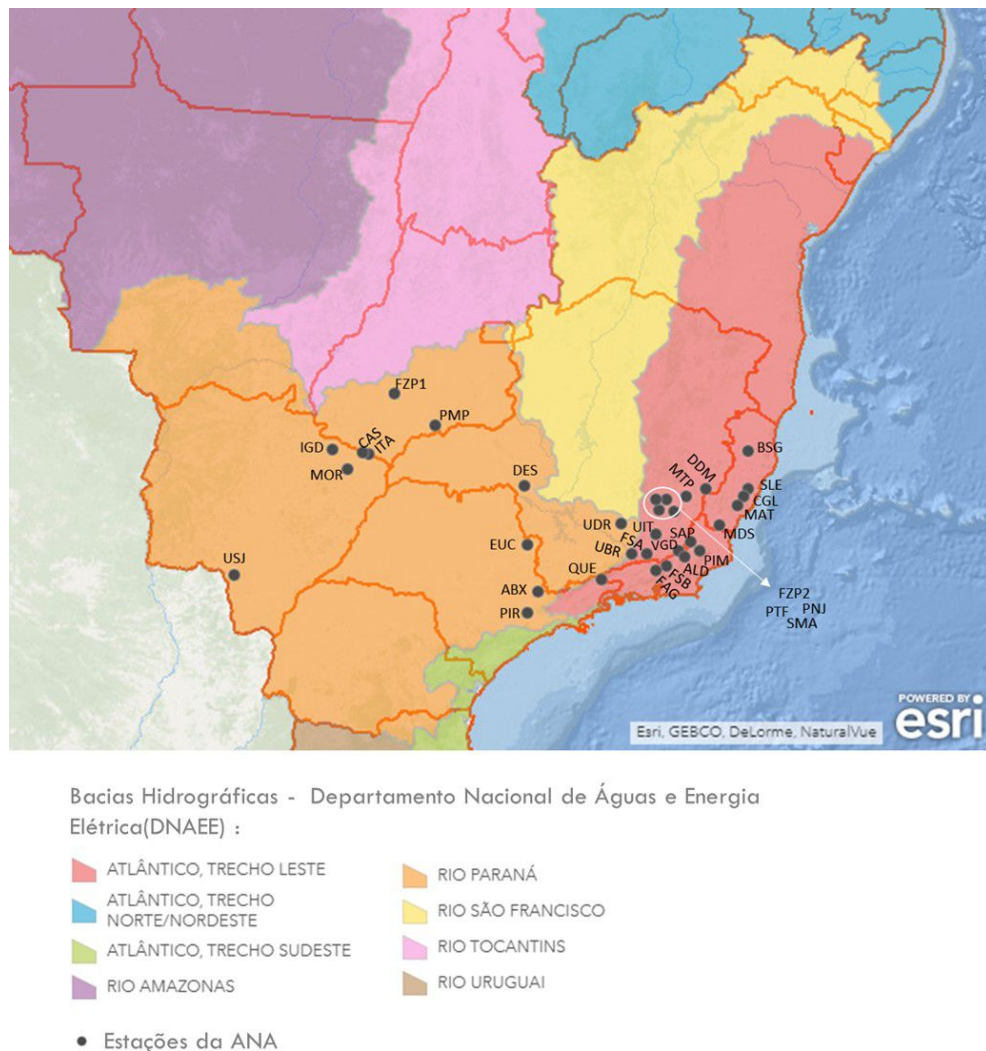 FZP1
PMP
IGD
CAS
ITA
MOR
BSG
DES
MTP
DDM
SLE
CGL
MAT
UDR
UIT
SAP
MDS
EUC
FSA
UBR
VGD
PIM
USJ
QUE
ALD
FSB
FAG
ABX
PIR
FZP2
PTF PNJ
SMA
POWERED BY
esri
Esri, GEBCO, DeLorme, NaturalVue
Bacias Hidrográficas - Departamento Nacional de Águas e Energia
Elétrica(DNAEE) :
ATLÂNTICO, TRECHO LESTE
ATLÂNTICO, TRECHO
NORTE/NORDESTE
ATLÂNTICO, TRECHO SUDESTE
RIO AMAZONAS
RIO PARANÁ
RIO SÃO FRANCISCO
RIO TOCANTINS
RIO URUGUAI
Estações da ANA